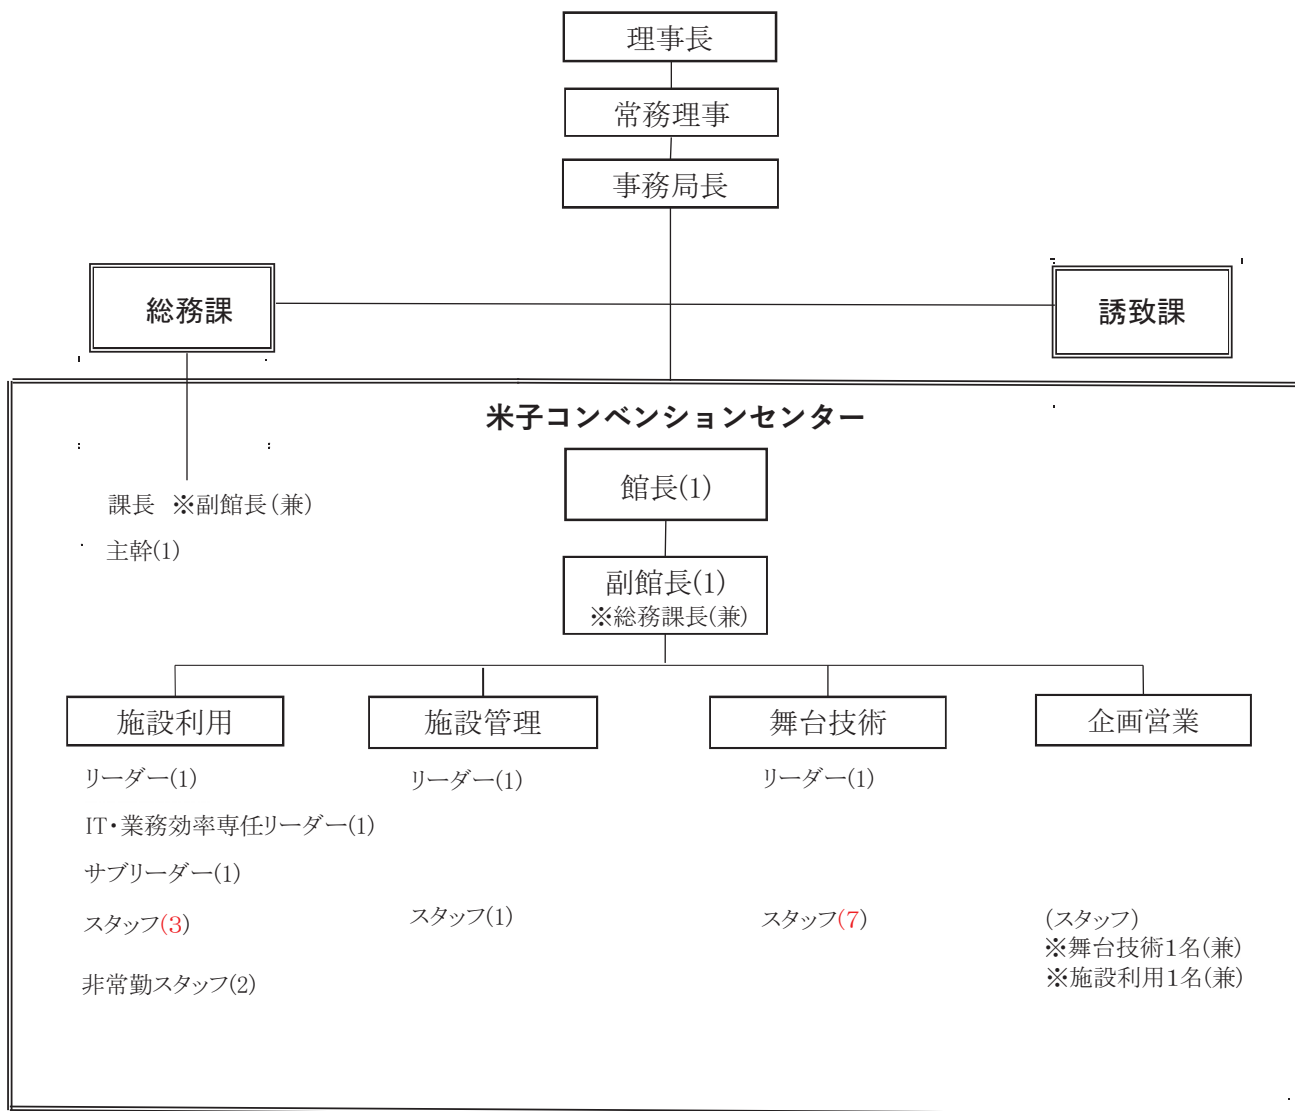 理事長
常務理事
事務局長
総務課
誘致課
米子コンベンションセンター
課長 ※副館長(兼)
主幹(1)
館長(1)
副館長(1)
※総務課長(兼)
施設利用
リーダー(1)
IT・業務効率専任リーダー(1)
サブリーダー(1)
スタッフ(3)
非常勤スタッフ(2)
施設管理
リーダー(1)
スタッフ(1)
舞台技術
リーダー(1)
スタッフ(7)
企画営業
(スタッフ)
※舞台技術1名(兼)
※施設利用1名(兼)